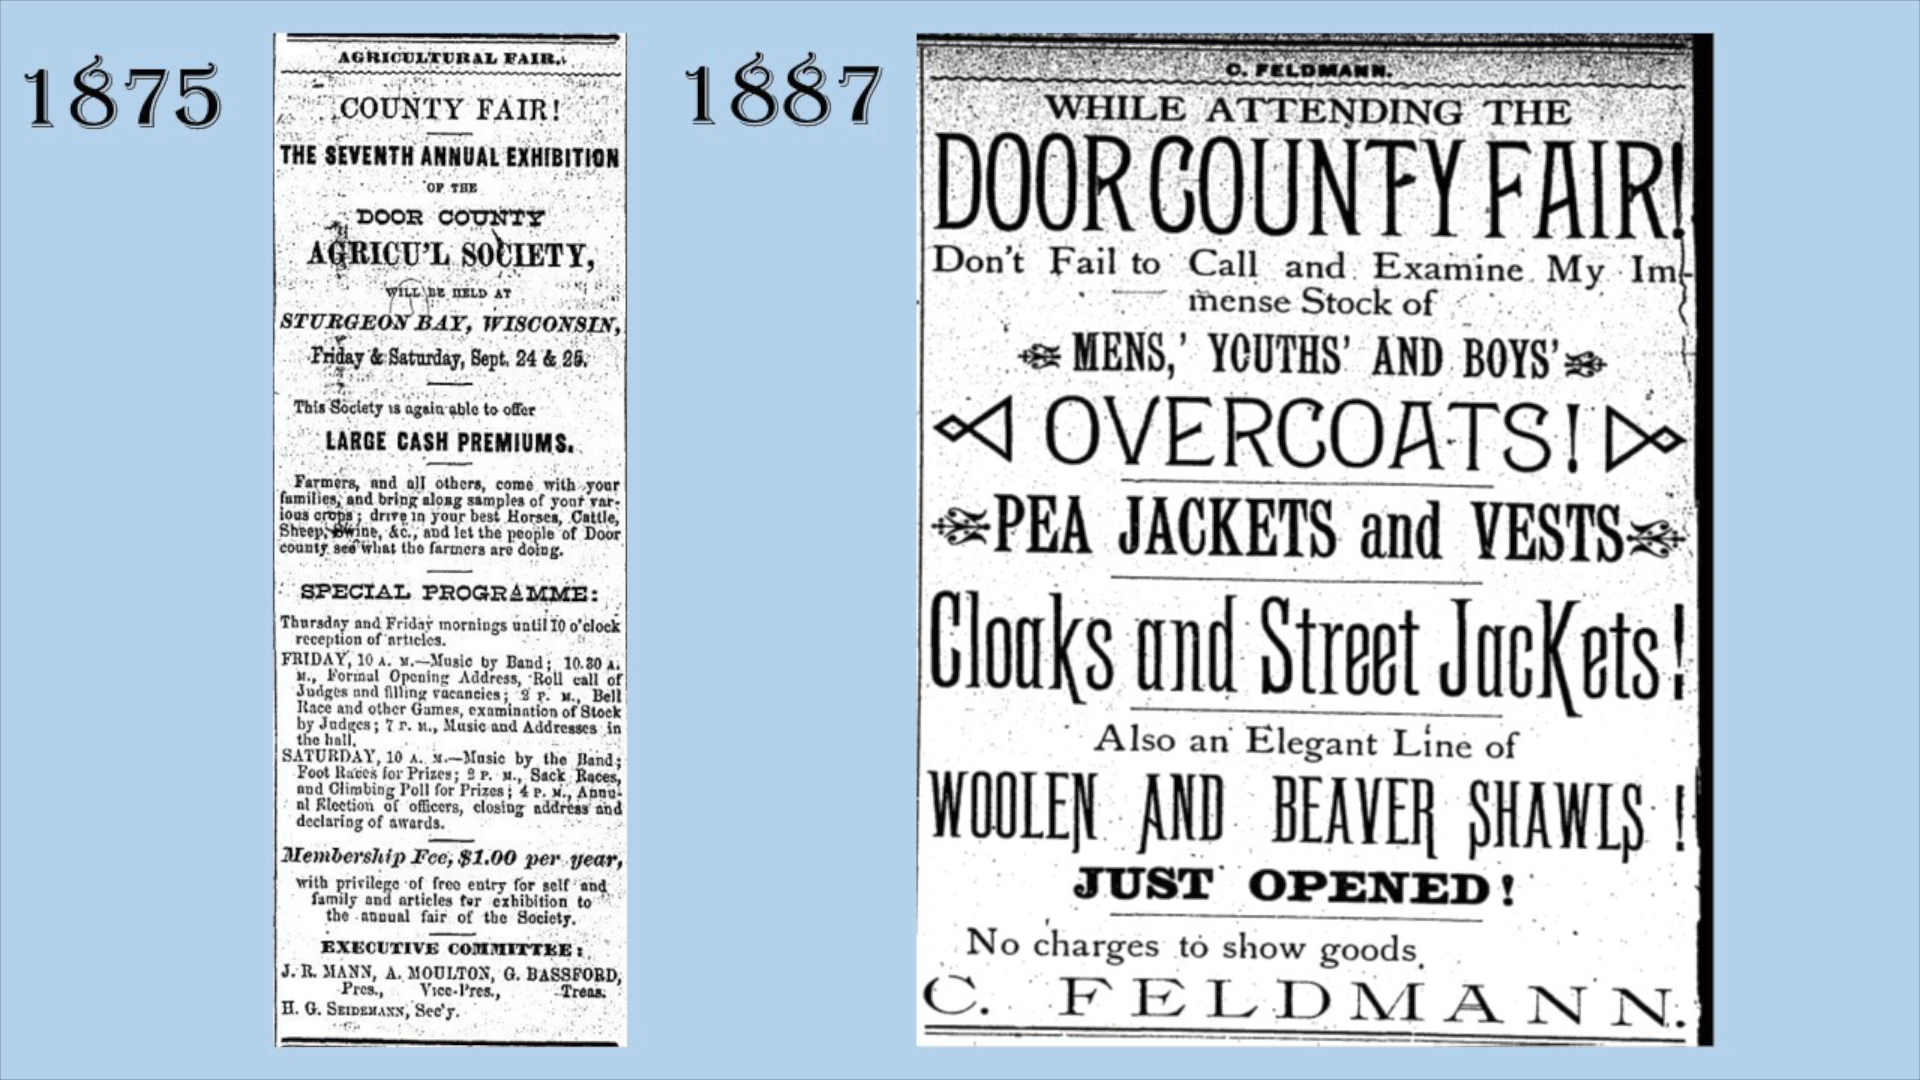 1875
AGRICULTURAL FAIR.
COUNTY FAIR!
THE SEVENTH ANNUAL EXHIBITION
OF THE
DOOR COUNTY
AGRICU'L SOCIETY,
WILL BE HELD AT
STURGEON BAY, WISCONSIN,
Friday & Saturday, Sept. 24 & 25.
This Society is again able to offer
LARGE CASH PREMIUMS.
Farmers, and all others, come with your
families, and bring along samples of your var-
ious crops; drive in your best Horses, Cattle,
Sheep, Swine, &c., and let the people of Door
county see what the farmers are doing.
SPECIAL PROGRAMME:
Thursday and Friday mornings until 10 o'clock
reception of articles.
FRIDAY, 10 A. M.—Music by Band; 10.30 A.
M., Formal Opening Address, Roll call of
Judges and filling vacancies; 2 P. M., Bell
Race and other Games, examination of Stock
by Judges; 7 P. M., Music and Addresses in
the hall.
SATURDAY, 10 A. M.—Music by the Band;
Foot Races for Prizes; 2 P. M., Sack Races,
and Climbing Poll for Prizes; 4 P. M., Annu-
al Election of officers, closing address and
declaring of awards.
Membership Fee, $1.00 per year,
with privilege of free entry for self and
family and articles for exhibition to
the annual fair of the Society.
EXECUTIVE COMMITTEE:
J. R. MANN, A. MOULTON, G. BASSFORD,
Pres., Vice-Pres., Treas.
H. G. SEIDEMANN, Sec'y.
1887
C. FELDMANN.
WHILE ATTENDING THE
DOOR COUNTY FAIR!
Don't Fail to Call and Examine My Im-
mense Stock of
MENS,' YOUTHS' AND BOYS'
OVERCOATS!
PEA JACKETS and VESTS
Cloaks and Street JacKets!
Also an Elegant Line of
WOOLEN AND BEAVER SHAWLS !
JUST OPENED!
No charges to show goods.
C. FELDMANN.